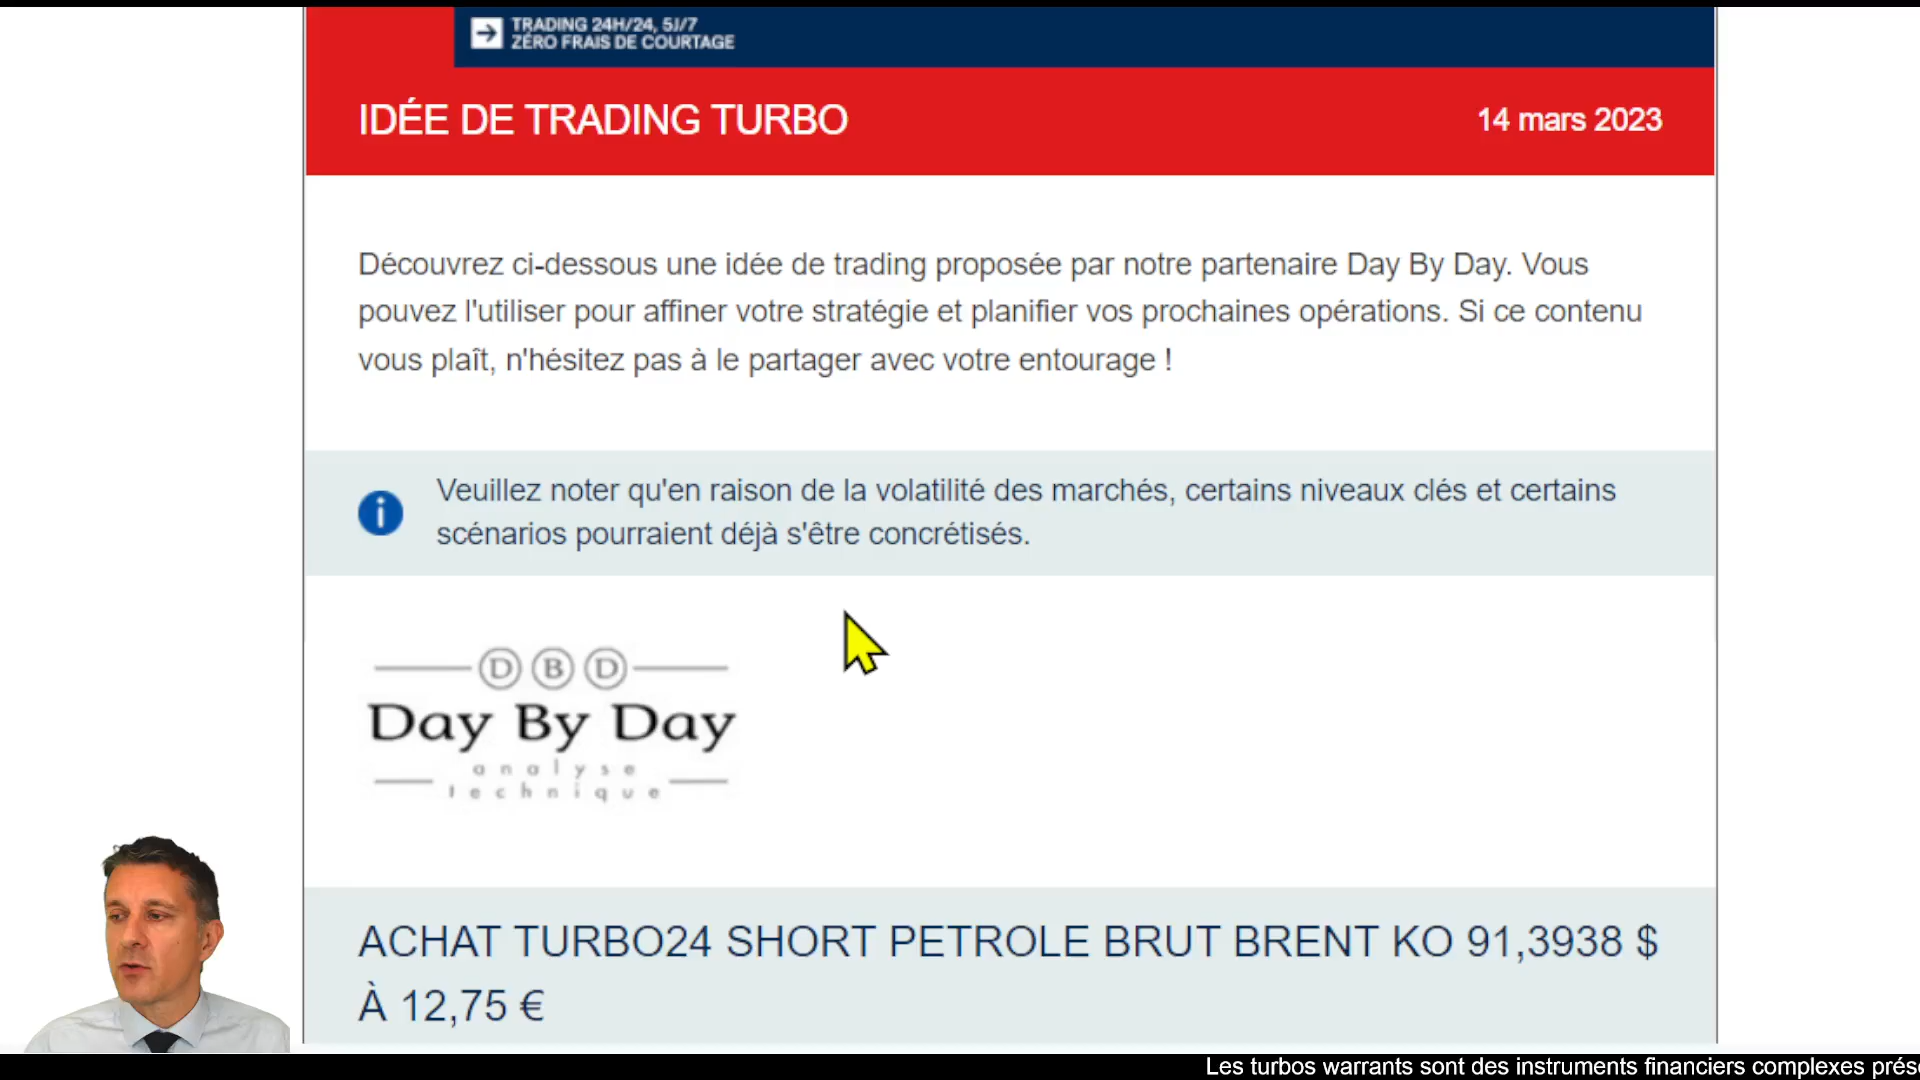 TRADING 24H/24, 5J/7
ZÉRO FRAIS DE COURTAGE
IDÉE DE TRADING TURBO
14 mars 2023
Découvrez ci-dessous une idée de trading proposée par notre partenaire Day By Day. Vous
pouvez l'utiliser pour affiner votre stratégie et planifier vos prochaines opérations. Si ce contenu
vous plaît, n'hésitez pas à le partager avec votre entourage !
Veuillez noter qu'en raison de la volatilité des marchés, certains niveaux clés et certains
scénarios pourraient déjà s'être concrétisés.
D B D
Day By Day
analyse
technique
ACHAT TURBO24 SHORT PETROLE BRUT BRENT KO 91,3938 $
À 12,75 €
Les turbos warrants sont des instruments financiers complexes prés